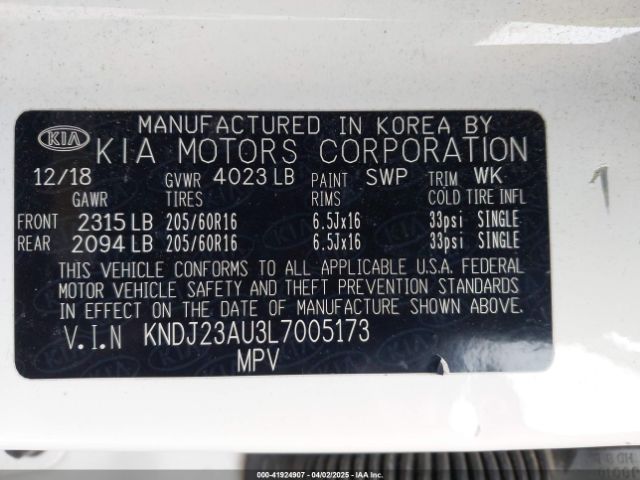 KIA
MANUFACTURED IN KOREA BY
KIA MOTORS CORPORATION
12/18 GVWR 4023 LB PAINT SWP TRIM WK
GAWR TIRES RIMS COLD TIRE INFL
FRONT 2315 LB 205/60R16 6.5Jx16 33psi SINGLE
REAR 2094 LB 205/60R16 6.5Jx16 33psi SINGLE
THIS VEHICLE CONFORMS TO ALL APPLICABLE U.S.A. FEDERAL
MOTOR VEHICLE SAFETY AND THEFT PREVENTION STANDARDS
IN EFFECT ON THE DATE OF MANUFACTURE SHOWN ABOVE.
V.I.N KNDJ23AU3L7005173
MPV
1
000-41924907 - 04/02/2025 - IAA Inc.